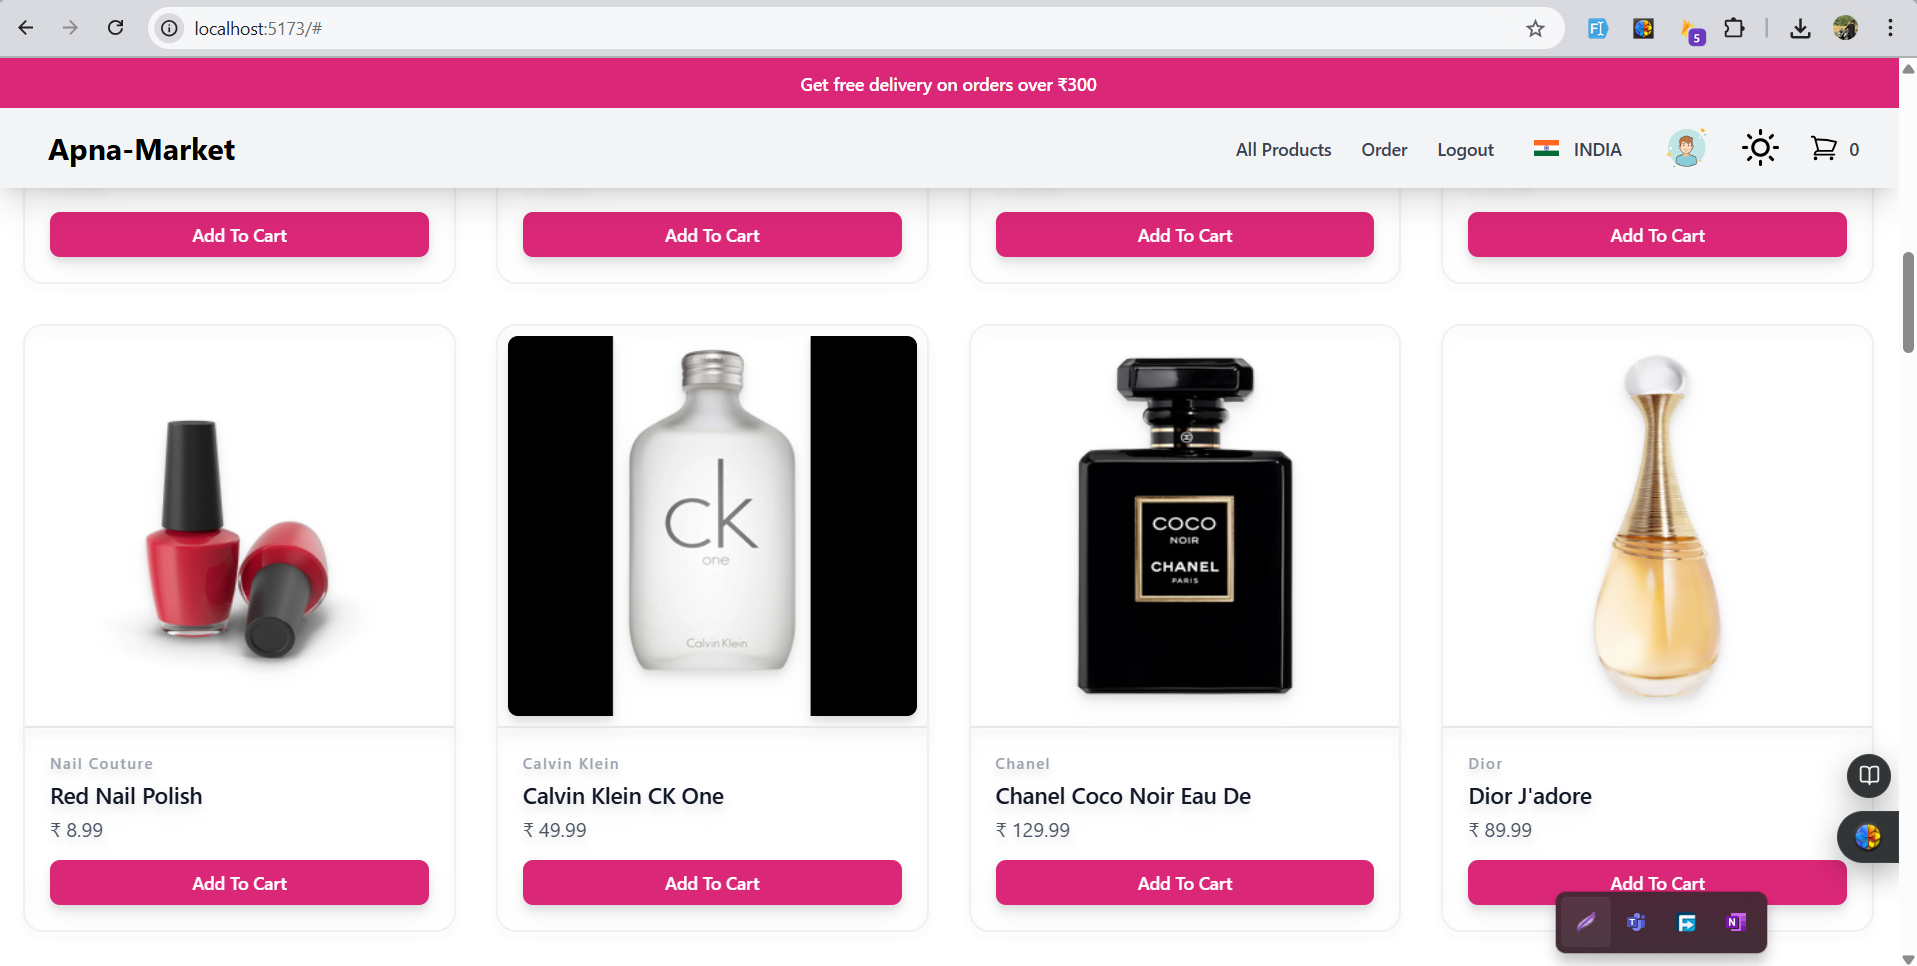 localhost:5173/#
5
Get free delivery on orders over ₹300
Apna-Market
All Products
Order
Logout
INDIA
0
Add To Cart
Add To Cart
Add To Cart
Add To Cart
ck
one
Calvin Klein
COCO
NOIR
CHANEL
PARIS
Nail Couture
Red Nail Polish
₹ 8.99
Add To Cart
Calvin Klein
Calvin Klein CK One
₹ 49.99
Add To Cart
Chanel
Chanel Coco Noir Eau De
₹ 129.99
Add To Cart
Dior
Dior J'adore
₹ 89.99
Add To Cart